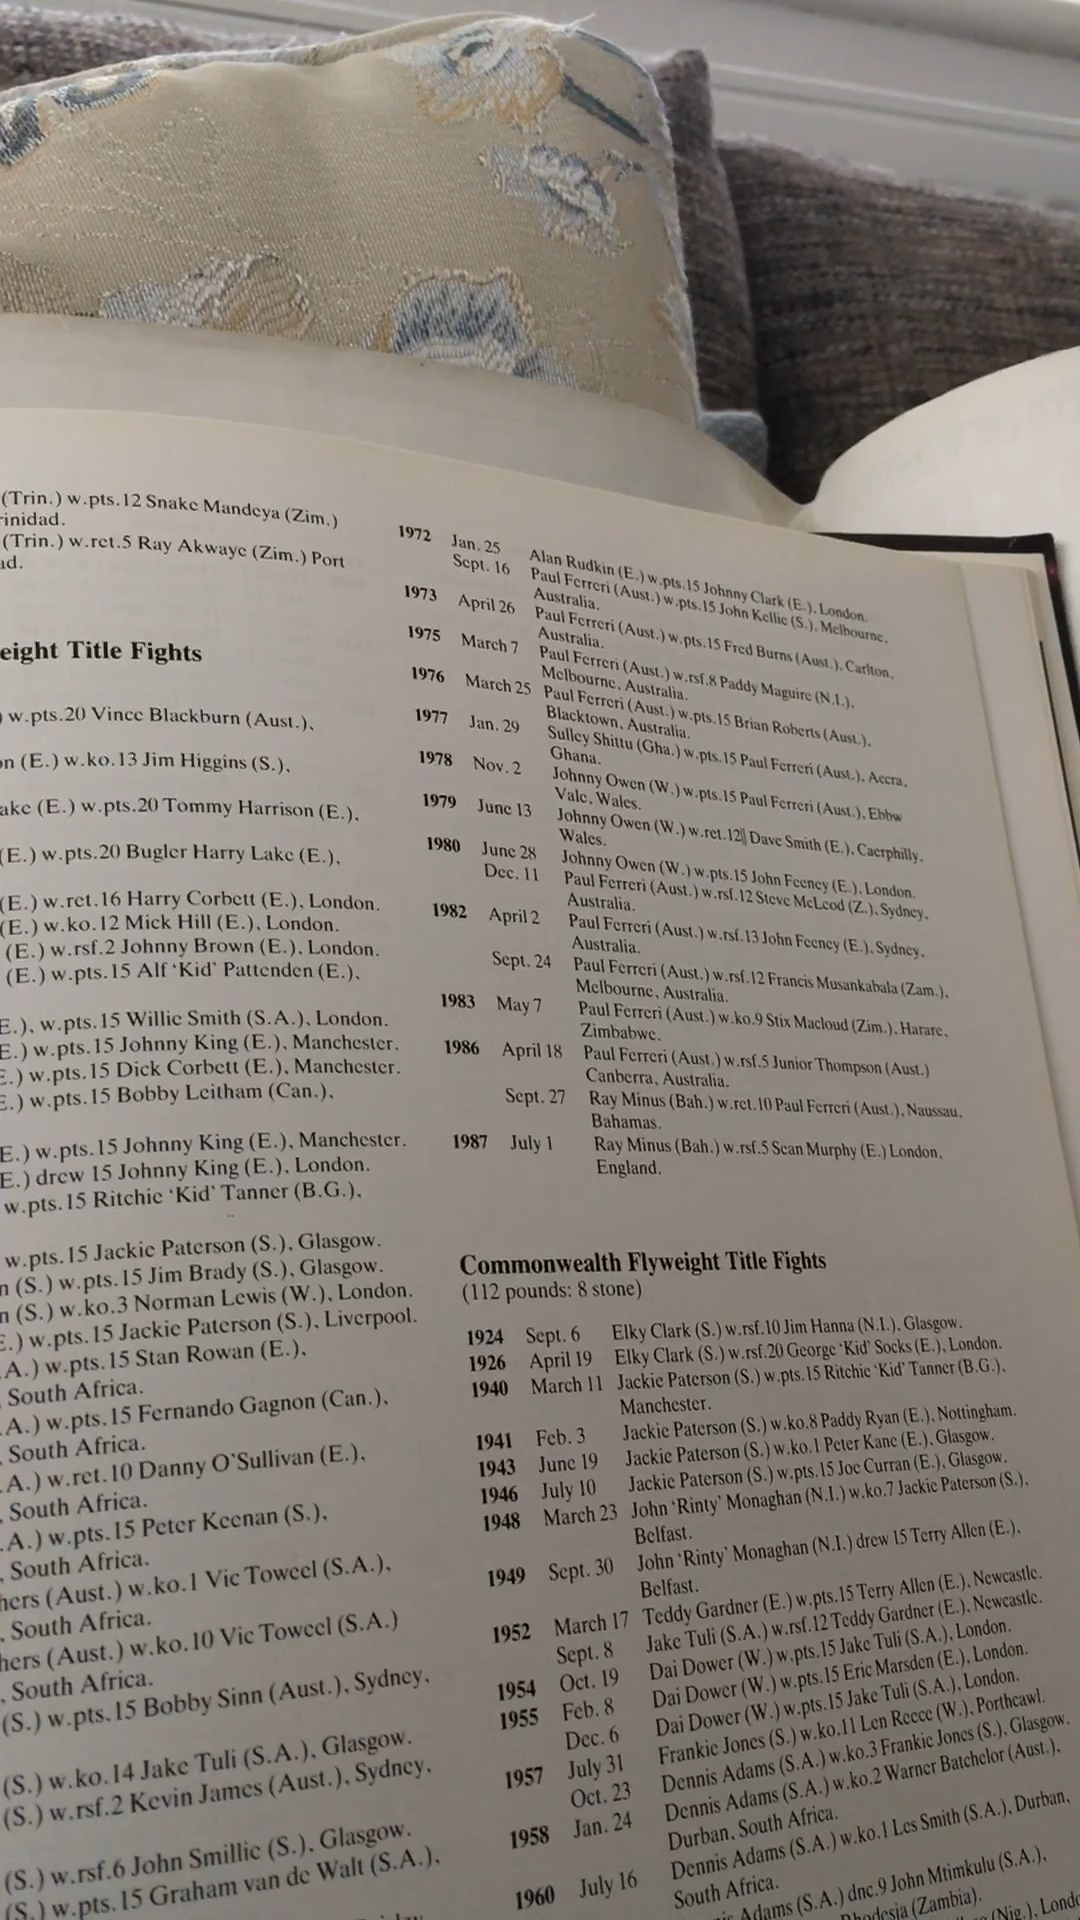 (Trin.) w.pts.12 Snake Mandeya (Zim.)
rinidad.
(Trin.) w.ret.5 Ray Akwaye (Zim.) Port
ad.
eight Title Fights
) w.pts.20 Vince Blackburn (Aust.),
on (E.) w.ko.13 Jim Higgins (S.),
ake (E.) w.pts.20 Tommy Harrison (E.),
(E.) w.pts.20 Bugler Harry Lake (E.),
(E.) w.ret.16 Harry Corbett (E.), London.
(E.) w.ko.12 Mick Hill (E.), London.
(E.) w.rsf.2 Johnny Brown (E.), London.
(E.) w.pts.15 Alf 'Kid' Pattenden (E.),
E.), w.pts.15 Willie Smith (S.A.), London.
E.) w.pts.15 Johnny King (E.), Manchester.
E.) w.pts.15 Dick Corbett (E.), Manchester.
E.) w.pts.15 Bobby Leitham (Can.),
E.) w.pts.15 Johnny King (E.), Manchester.
E.) drew 15 Johnny King (E.), London.
w.pts.15 Ritchie 'Kid' Tanner (B.G.),
w.pts.15 Jackie Paterson (S.), Glasgow.
n (S.) w.pts.15 Jim Brady (S.), Glasgow.
n (S.) w.ko.3 Norman Lewis (W.), London.
E.) w.pts.15 Jackie Paterson (S.), Liverpool.
.A.) w.pts.15 Stan Rowan (E.),
, South Africa.
.A.) w.pts.15 Fernando Gagnon (Can.),
, South Africa.
.A.) w.ret.10 Danny O'Sullivan (E.),
, South Africa.
.A.) w.pts.15 Peter Keenan (S.),
, South Africa.
hers (Aust.) w.ko.1 Vic Toweel (S.A.),
, South Africa.
hers (Aust.) w.ko.10 Vic Toweel (S.A.)
, South Africa.
(S.) w.pts.15 Bobby Sinn (Aust.), Sydney,
(S.) w.ko.14 Jake Tuli (S.A.), Glasgow.
(S.) w.rsf.2 Kevin James (Aust.), Sydney,
(S.) w.rsf.6 John Smillie (S.), Glasgow.
(S.) w.pts.15 Graham van de Walt (S.A.),
1972 Jan. 25 Alan Rudkin (E.) w.pts.15 Johnny Clark (E.), London.
Sept. 16 Paul Ferreri (Aust.) w.pts.15 John Kellie (S.), Melbourne,
Australia.
1973 April 26 Paul Ferreri (Aust.) w.pts.15 Fred Burns (Aust.), Carlton,
Australia.
1975 March 7 Paul Ferreri (Aust.) w.rsf.8 Paddy Maguire (N.I.),
Melbourne, Australia.
1976 March 25 Paul Ferreri (Aust.) w.pts.15 Brian Roberts (Aust.),
Blacktown, Australia.
1977 Jan. 29 Sulley Shittu (Gha.) w.pts.15 Paul Ferreri (Aust.), Accra,
Ghana.
1978 Nov. 2 Johnny Owen (W.) w.pts.15 Paul Ferreri (Aust.), Ebbw
Vale, Wales.
1979 June 13 Johnny Owen (W.) w.ret.12|| Dave Smith (E.), Caerphilly,
Wales.
1980 June 28 Johnny Owen (W.) w.pts.15 John Feeney (E.), London.
Dec. 11 Paul Ferreri (Aust.) w.rsf.12 Steve McLeod (Z.), Sydney,
Australia.
1982 April 2 Paul Ferreri (Aust.) w.rsf.13 John Feeney (E.), Sydney,
Australia.
Sept. 24 Paul Ferreri (Aust.) w.rsf.12 Francis Musankabala (Zam.),
Melbourne, Australia.
1983 May 7 Paul Ferreri (Aust.) w.ko.9 Stix Macloud (Zim.), Harare,
Zimbabwe.
1986 April 18 Paul Ferreri (Aust.) w.rsf.5 Junior Thompson (Aust.)
Canberra, Australia.
Sept. 27 Ray Minus (Bah.) w.ret.10 Paul Ferreri (Aust.), Naussau,
Bahamas.
1987 July 1 Ray Minus (Bah.) w.rsf.5 Sean Murphy (E.) London,
England.
Commonwealth Flyweight Title Fights
(112 pounds: 8 stone)
1924 Sept. 6 Elky Clark (S.) w.rsf.10 Jim Hanna (N.I.), Glasgow.
1926 April 19 Elky Clark (S.) w.rsf.20 George 'Kid' Socks (E.), London.
1940 March 11 Jackie Paterson (S.) w.pts.15 Ritchie 'Kid' Tanner (B.G.),
Manchester.
1941 Feb. 3 Jackie Paterson (S.) w.ko.8 Paddy Ryan (E.), Nottingham.
1943 June 19 Jackie Paterson (S.) w.ko.1 Peter Kane (E.), Glasgow.
1946 July 10 Jackie Paterson (S.) w.pts.15 Joe Curran (E.), Glasgow.
1948 March 23 John 'Rinty' Monaghan (N.I.) w.ko.7 Jackie Paterson (S.),
Belfast.
1949 Sept. 30 John 'Rinty' Monaghan (N.I.) drew 15 Terry Allen (E.),
Belfast.
1952 March 17 Teddy Gardner (E.) w.pts.15 Terry Allen (E.), Newcastle.
Sept. 8 Jake Tuli (S.A.) w.rsf.12 Teddy Gardner (E.), Newcastle.
1954 Oct. 19 Dai Dower (W.) w.pts.15 Jake Tuli (S.A.), London.
1955 Feb. 8 Dai Dower (W.) w.pts.15 Eric Marsden (E.), London.
Dec. 6 Dai Dower (W.) w.pts.15 Jake Tuli (S.A.), London.
1957 July 31 Frankie Jones (S.) w.ko.11 Len Reece (W.), Porthcawl.
Oct. 23 Dennis Adams (S.A.) w.ko.3 Frankie Jones (S.), Glasgow.
1958 Jan. 24 Dennis Adams (S.A.) w.ko.2 Warner Batchelor (Aust.),
Durban, South Africa.
1960 July 16 Dennis Adams (S.A.) w.ko.1 Les Smith (S.A.), Durban,
South Africa.
Adams (S.A.) dnc.9 John Mtimkulu (S.A.),
Rhodesia (Zambia).
(Nig.), Londo